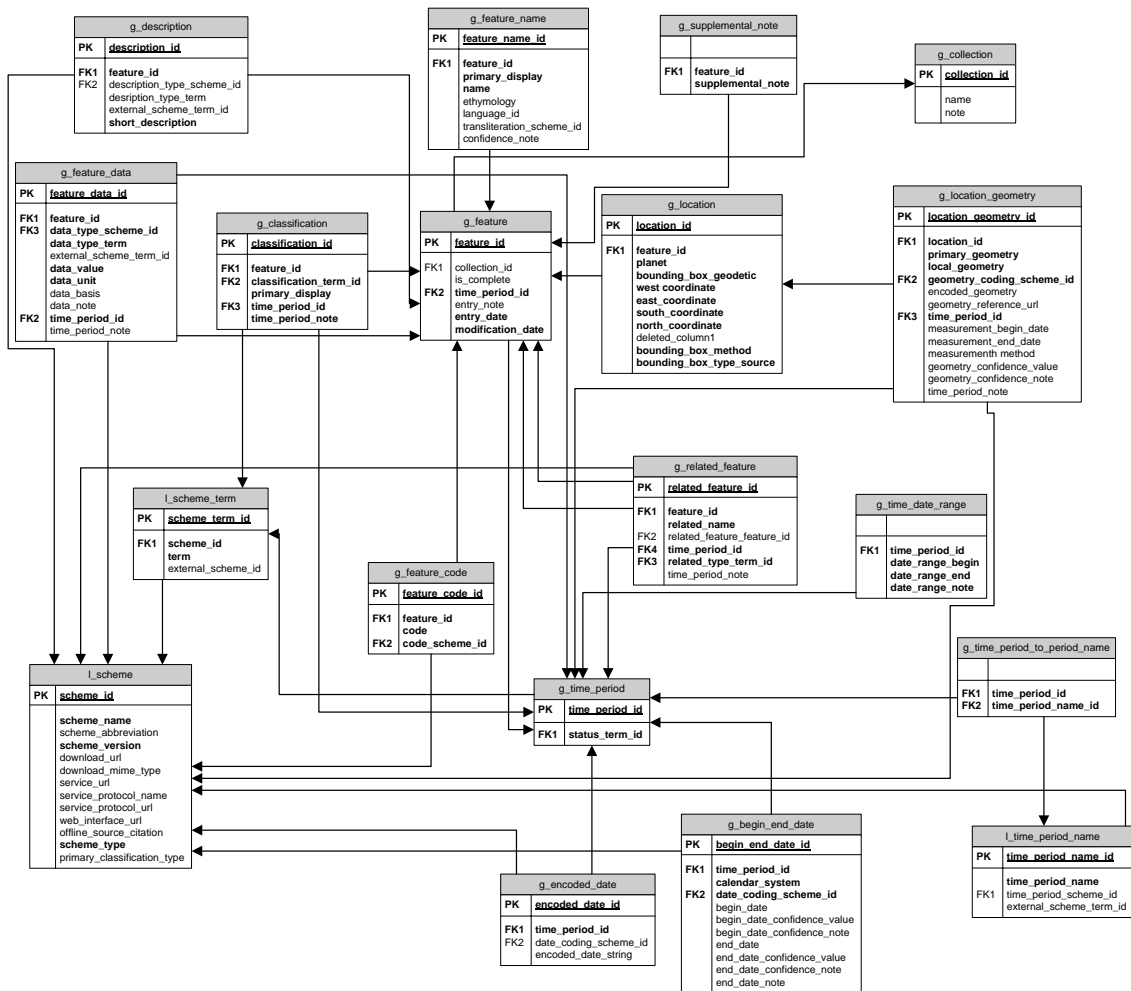 g_description
PK description_id
FK1 feature_id
FK2 description_type_scheme_id
desription_type_term
external_scheme_term_id
short_description
g_feature_name
PK feature_name_id
FK1 feature_id
primary_display
name
ethymology
language_id
transliteration_scheme_id
confidence_note
g_supplemental_note
FK1 feature_id
supplemental_note
g_collection
PK collection_id
name
note
g_feature_data
PK feature_data_id
FK1 feature_id
FK3 data_type_scheme_id
data_type_term
external_scheme_term_id
data_value
data_unit
data_basis
data_note
FK2 time_period_id
time_period_note
g_classification
PK classification_id
FK1 feature_id
FK2 classification_term_id
primary_display
FK3 time_period_id
time_period_note
g_feature
PK feature_id
FK1 collection_id
is_complete
FK2 time_period_id
entry_note
entry_date
modification_date
g_location
PK location_id
FK1 feature_id
planet
bounding_box_geodetic
west coordinate
east_coordinate
south_coordinate
north_coordinate
deleted_column1
bounding_box_method
bounding_box_type_source
g_location_geometry
PK location_geometry_id
FK1 location_id
primary_geometry
local_geometry
FK2 geometry_coding_scheme_id
encoded_geometry
geometry_reference_url
FK3 time_period_id
measurement_begin_date
measurement_end_date
measurementh method
geometry_confidence_value
geometry_confidence_note
time_period_note
g_related_feature
PK related_feature_id
FK1 feature_id
related_name
FK2 related_feature_feature_id
FK4 time_period_id
FK3 related_type_term_id
time_period_note
g_time_date_range
FK1 time_period_id
date_range_begin
date_range_end
date_range_note
l_scheme_term
PK scheme_term_id
FK1 scheme_id
term
external_scheme_id
g_feature_code
PK feature_code_id
FK1 feature_id
code
FK2 code_scheme_id
g_time_period_to_period_name
FK1 time_period_id
FK2 time_period_name_id
l_scheme
PK scheme_id
scheme_name
scheme_abbreviation
scheme_version
download_url
download_mime_type
service_url
service_protocol_name
service_protocol_url
web_interface_url
offline_source_citation
scheme_type
primary_classification_type
g_time_period
PK time_period_id
FK1 status_term_id
g_begin_end_date
PK begin_end_date_id
FK1 time_period_id
calendar_system
FK2 date_coding_scheme_id
begin_date
begin_date_confidence_value
begin_date_confidence_note
end_date
end_date_confidence_value
end_date_confidence_note
end_date_note
l_time_period_name
PK time_period_name_id
time_period_name
FK1 time_period_scheme_id
external_scheme_term_id
g_encoded_date
PK encoded_date_id
FK1 time_period_id
FK2 date_coding_scheme_id
encoded_date_string